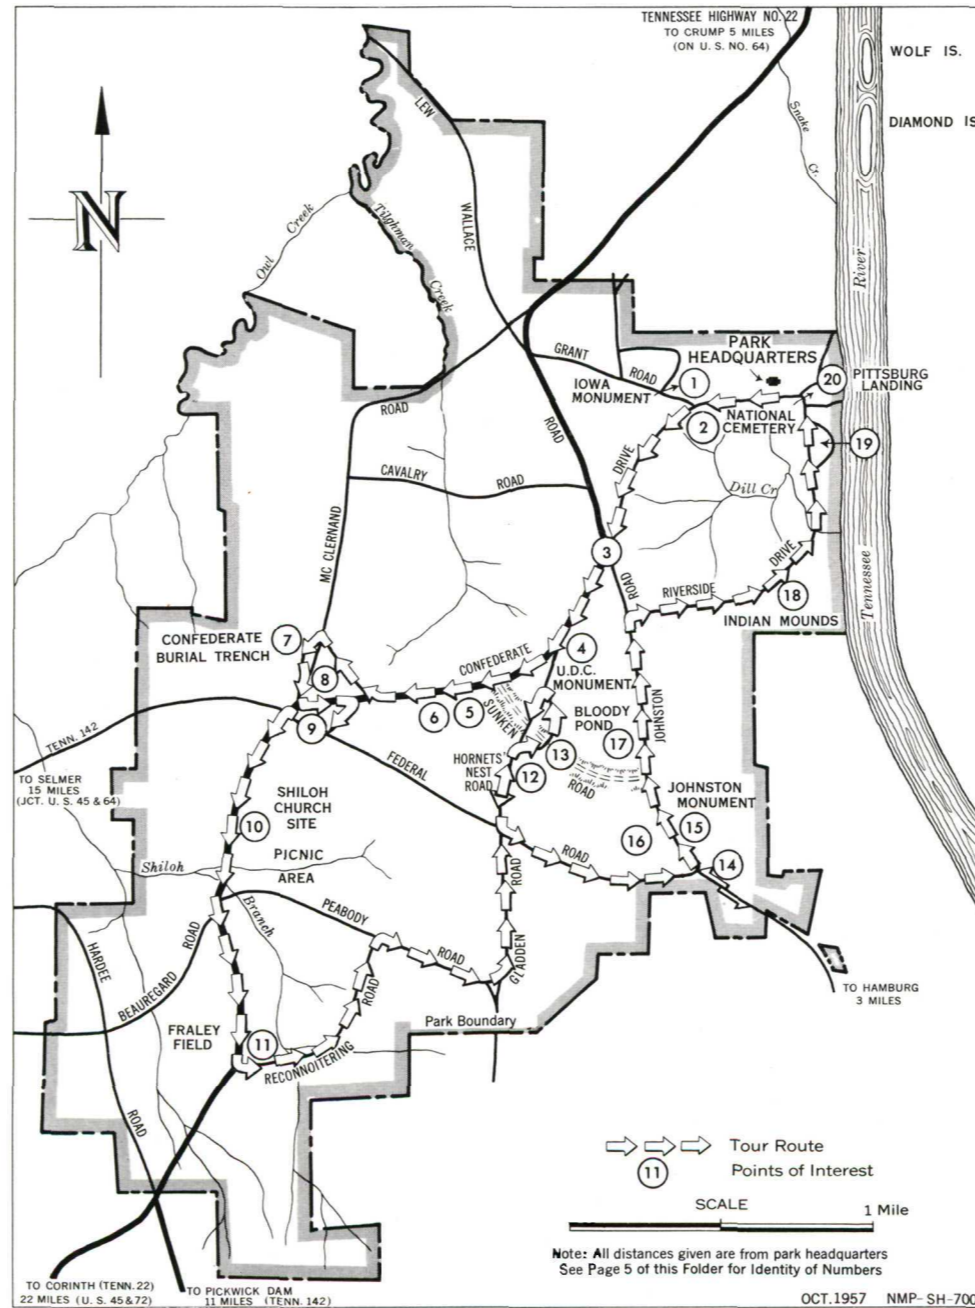 TENNESSEE HIGHWAY NO. 22
TO CRUMP 5 MILES
(ON U. S. NO. 64)
WOLF IS.
DIAMOND IS
Snake
Cr.
River
Tennessee
N
LEW
WALLACE
ROAD
Owl Creek
Tilghman
Creek
GRANT
ROAD
IOWA
MONUMENT
PARK
HEADQUARTERS
1
20
PITTSBURG
LANDING
2
NATIONAL
CEMETERY
19
ROAD
CAVALRY ROAD
MC CLERNAND
DRIVE
Dill Cr
3
ROAD
RIVERSIDE
DRIVE
18
INDIAN MOUNDS
7
CONFEDERATE
BURIAL TRENCH
8
CONFEDERATE
4
U.D.C.
MONUMENT
6
5
SUNKEN
BLOODY
POND
17
JOHNSTON
9
TENN. 142
FEDERAL
HORNETS'
NEST
ROAD
12
13
ROAD
TO SELMER
15 MILES
(JCT. U. S. 45 & 64)
SHILOH
CHURCH
SITE
10
JOHNSTON
MONUMENT
15
16
14
ROAD
PICNIC
AREA
Shiloh
Branch
PEABODY
ROAD
ROAD
GLADDEN
HARDEE
ROAD
BEAUREGARD
ROAD
ROAD
TO HAMBURG
3 MILES
Park Boundary
FRALEY
FIELD
11
RECONNOITERING
Tour Route
11
Points of Interest
SCALE
1 Mile
Note: All distances given are from park headquarters
See Page 5 of this Folder for Identity of Numbers
TO CORINTH (TENN. 22)
22 MILES (U. S. 45 & 72)
TO PICKWICK DAM
11 MILES (TENN. 142)
OCT. 1957 NMP-SH-700